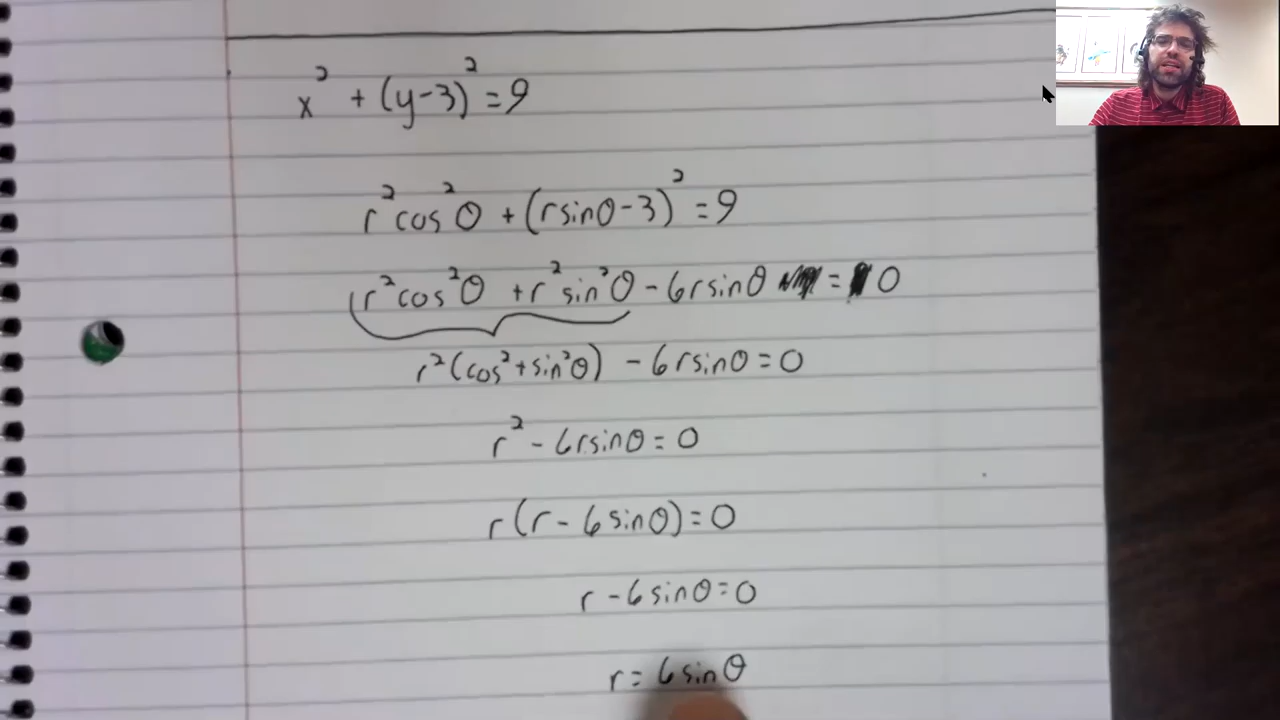 x² + (y-3)² = 9
r²cos²θ + (rsinθ-3)² = 9
r²cos²θ + r²sin²θ - 6rsinθ = 0
r²(cos²+sin²θ) - 6rsinθ = 0
r² - 6rsinθ = 0
r(r - 6sinθ) = 0
r - 6sinθ = 0
r = 6sinθ